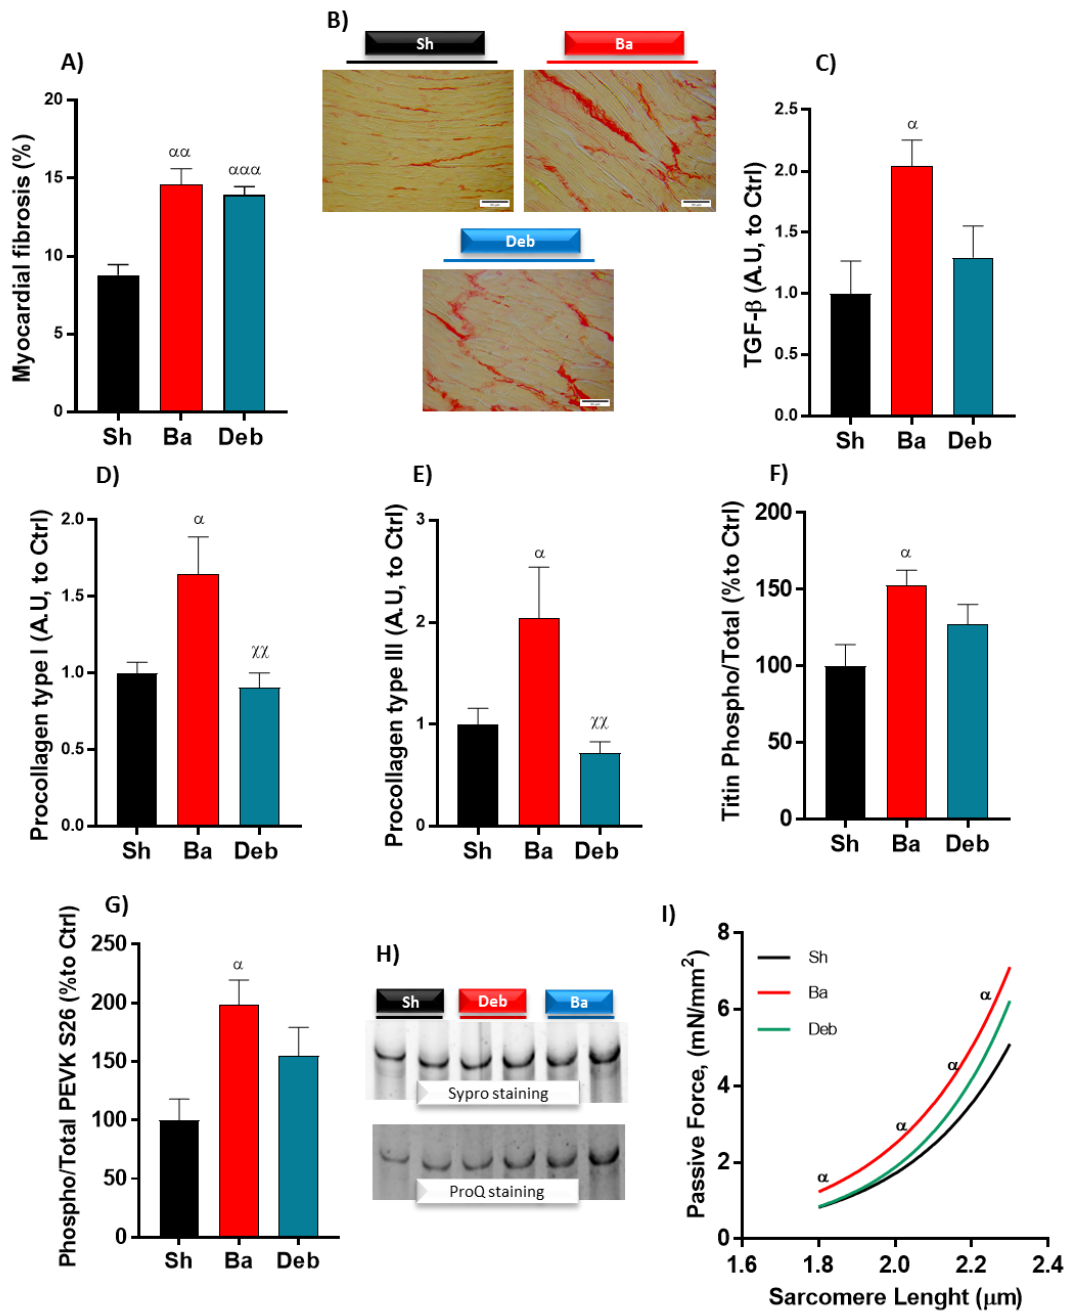 A)
Myocardial fibrosis (%)
20
15
10
5
0
αα
ααα
Sh Ba Deb
B)
Sh
Ba
Deb
C)
TGF-β (A.U, to Ctrl)
2.5
2.0
1.5
1.0
0.5
0.0
α
Sh Ba Deb
D)
Procollagen type I (A.U, to Ctrl)
2.0
1.5
1.0
0.5
0.0
α
χχ
Sh Ba Deb
E)
Procollagen type III (A.U, to Ctrl)
3
2
1
0
α
χχ
Sh Ba Deb
F)
Titin Phospho/Total (%to Ctrl)
200
150
100
50
0
α
Sh Ba Deb
G)
Phospho/Total PEVK S26 (%to Ctrl)
250
200
150
100
50
0
α
Sh Ba Deb
H)
Sh Deb Ba
Sypro staining
ProQ staining
I)
Passive Force, (mN/mm²)
8
6
4
2
0
Sh
Ba
Deb
α
α
α
α
1.6 1.8 2.0 2.2 2.4
Sarcomere Lenght (μm)